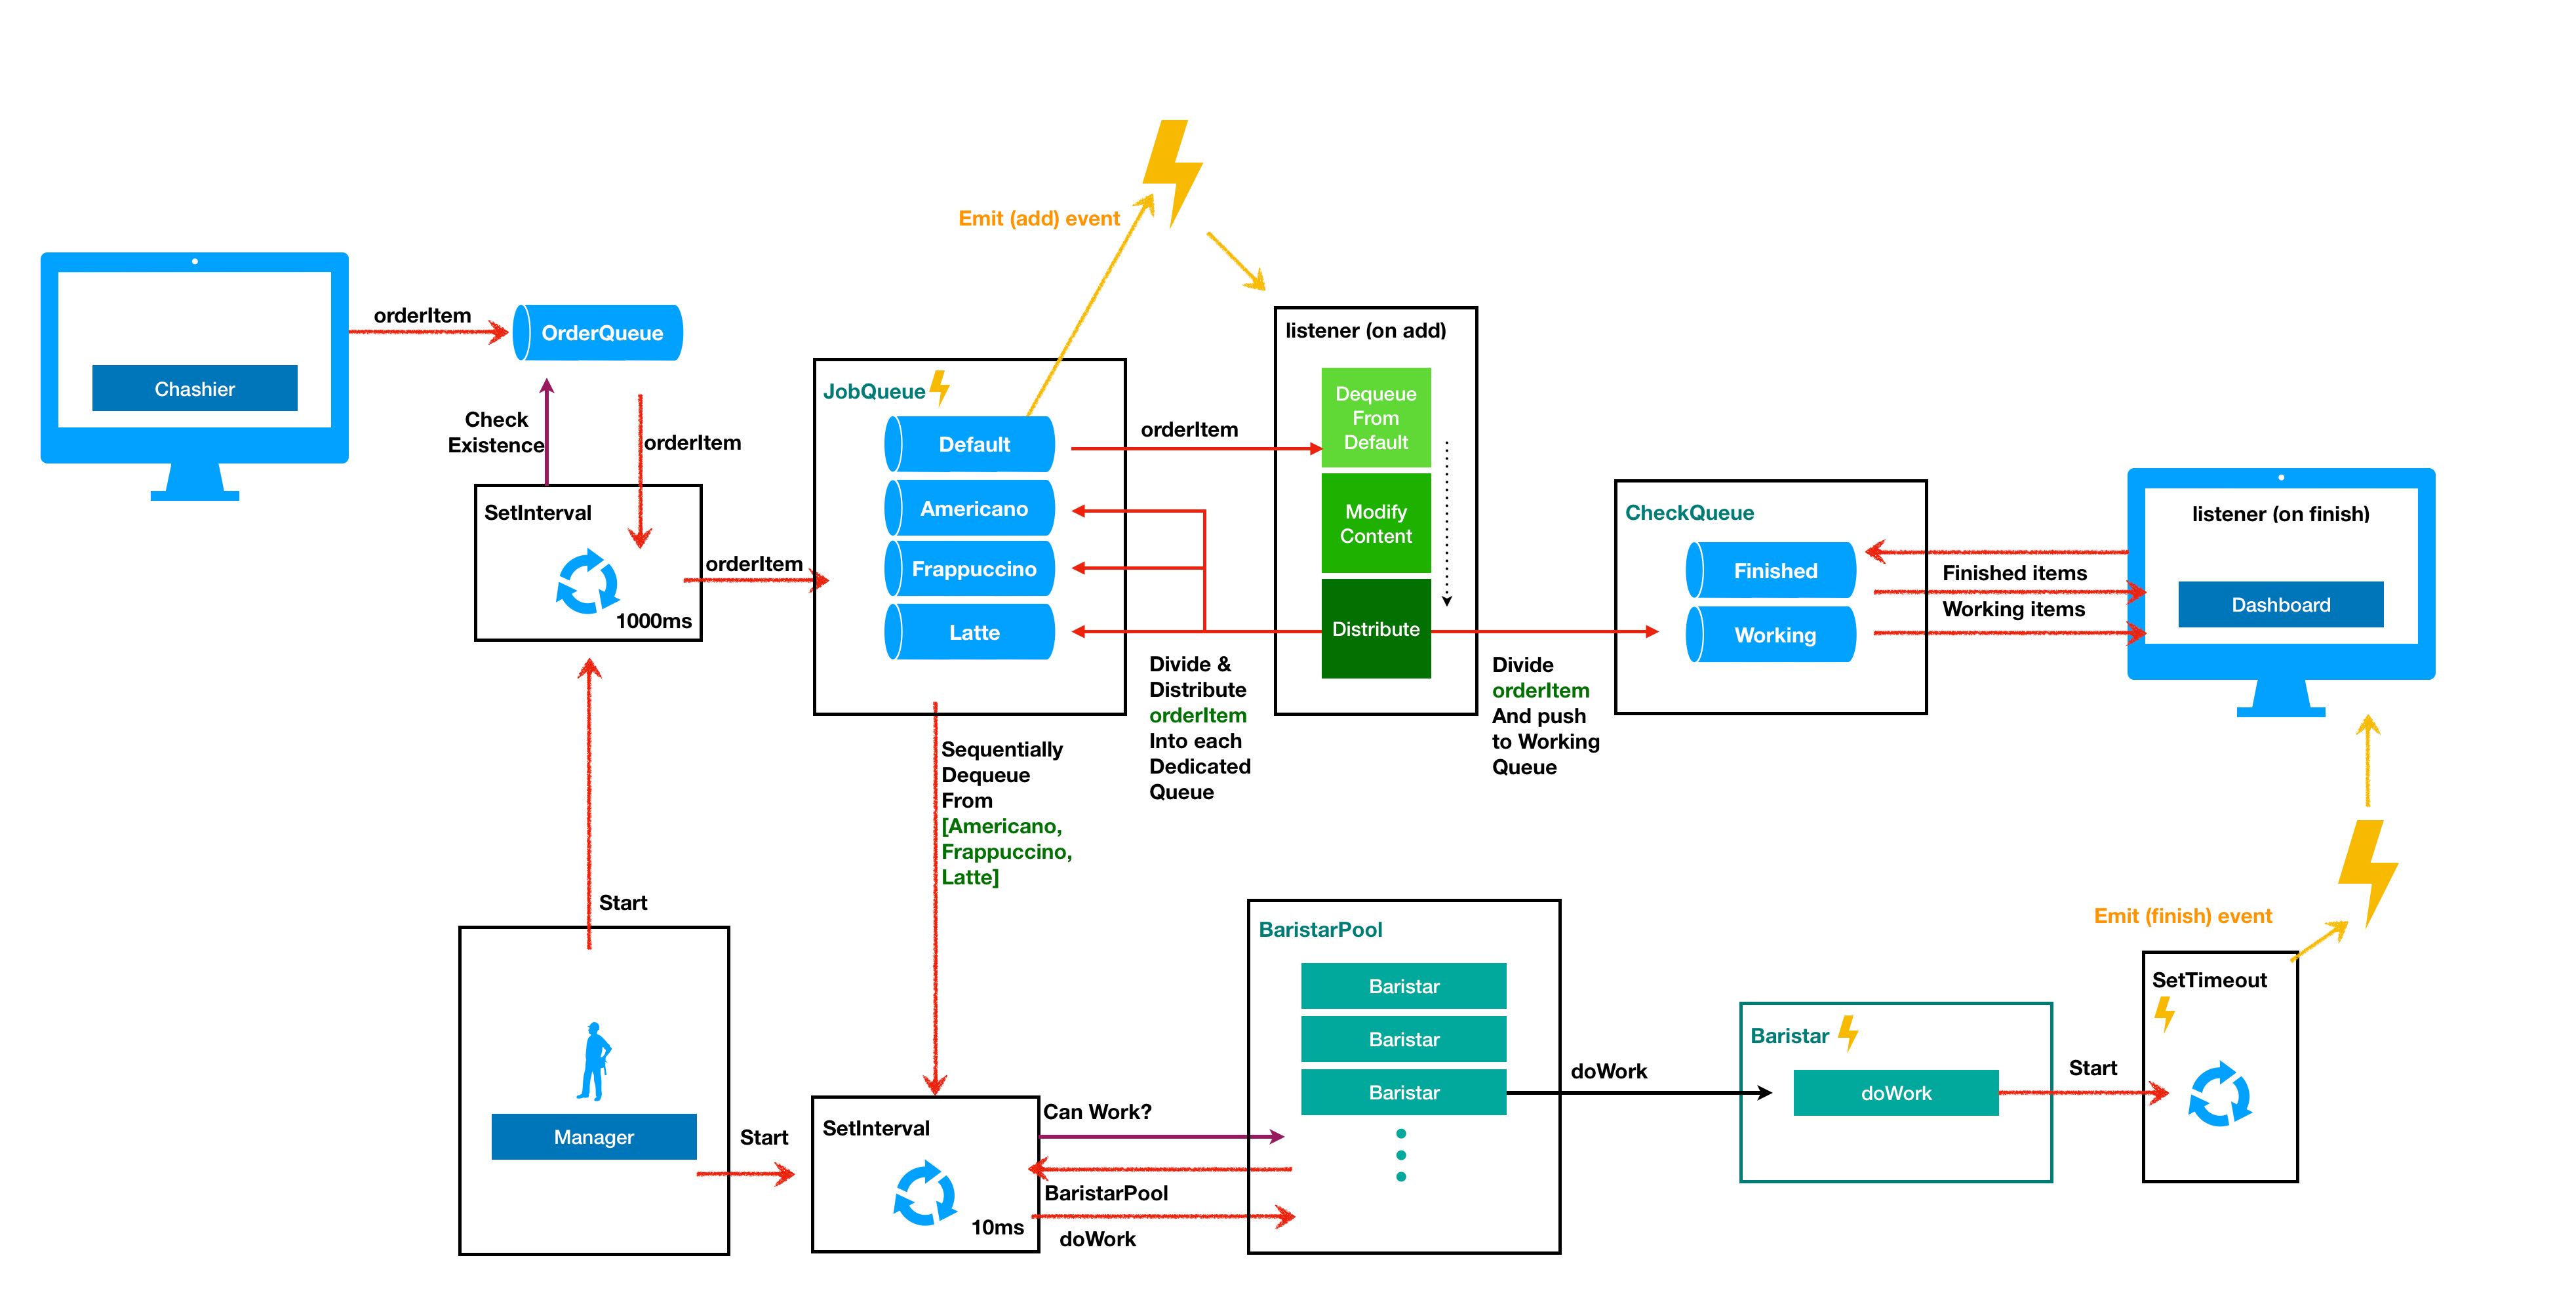 Emit (add) event
Chashier
orderItem
OrderQueue
Check
Existence
orderItem
SetInterval
1000ms
orderItem
JobQueue
Default
Americano
Frappuccino
Latte
orderItem
listener (on add)
Dequeue
From
Default
Modify
Content
Distribute
Divide &
Distribute
orderItem
Into each
Dedicated
Queue
Divide
orderItem
And push
to Working
Queue
CheckQueue
Finished
Working
Finished items
Working items
listener (on finish)
Dashboard
Sequentially
Dequeue
From
[Americano,
Frappuccino,
Latte]
Start
Manager
Start
SetInterval
10ms
Can Work?
BaristarPool
doWork
BaristarPool
Baristar
Baristar
Baristar
doWork
Baristar
doWork
Start
SetTimeout
Emit (finish) event